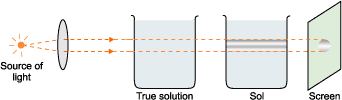 Source of
light
True solution
Sol
Screen